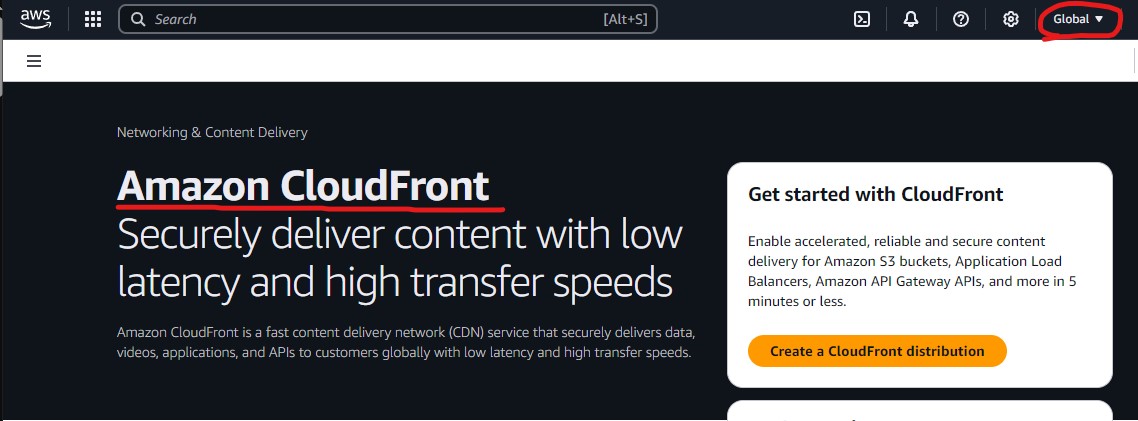 aws
Search [Alt+S]
Global ▼
Networking & Content Delivery
Amazon CloudFront
Securely deliver content with low
latency and high transfer speeds
Amazon CloudFront is a fast content delivery network (CDN) service that securely delivers data,
videos, applications, and APIs to customers globally with low latency and high transfer speeds.
Get started with CloudFront
Enable accelerated, reliable and secure content
delivery for Amazon S3 buckets, Application Load
Balancers, Amazon API Gateway APIs, and more in 5
minutes or less.
Create a CloudFront distribution